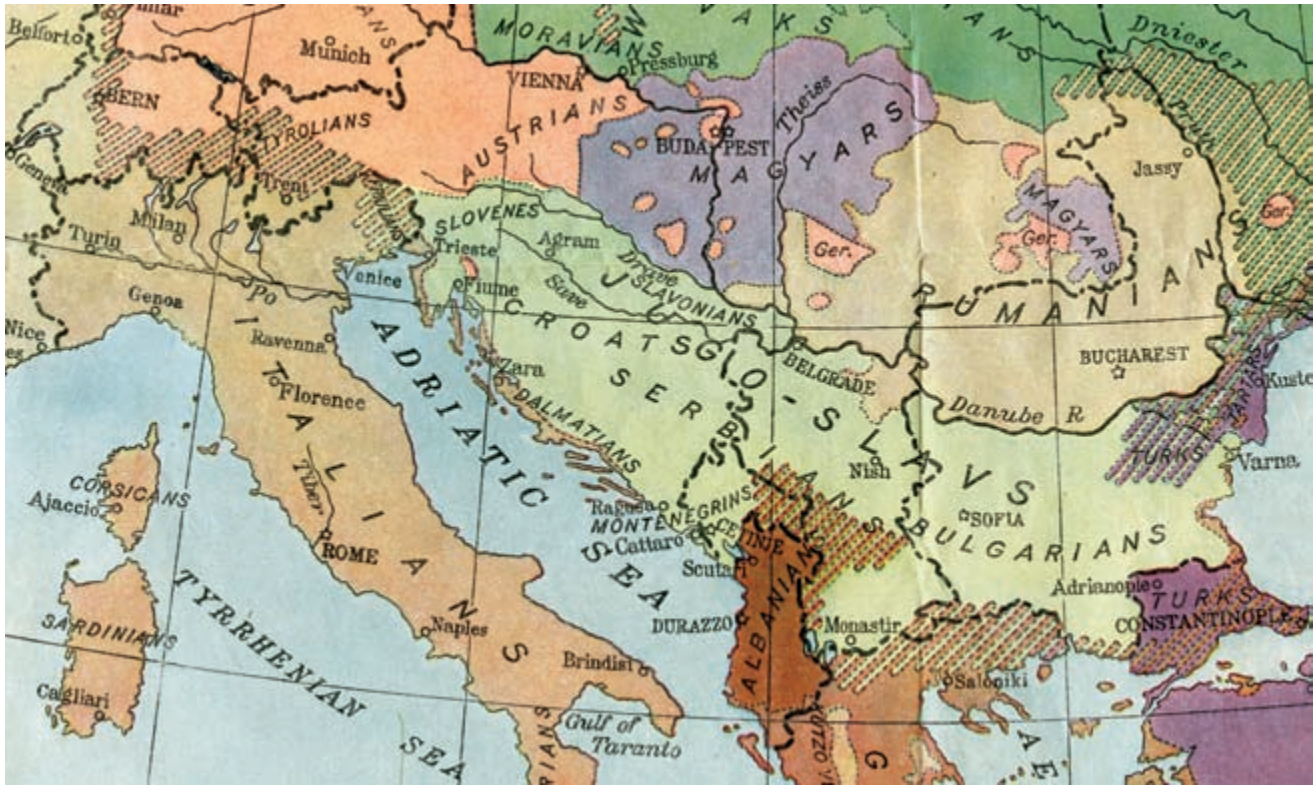 Belfort
Munich
MORAVIANS
Pressburg
VIENNA
AUSTRIANS
BERN
TYROLIANS
Geneva
Trent
Milan
Turin
Venice
Po
Genoa
Nice
Ravenna
Florence
ITALIANS
Tiber
ROME
Naples
Brindisi
Gulf of
Taranto
CORSICANS
Ajaccio
SARDINIANS
Cagliari
TYRRHENIAN
SEA
ADRIATIC
SEA
SLOVENES
Trieste
Agram
Fiume
Drave
Save
SLAVONIANS
JUGO-SLAVS
CROATS
SERBIANS
Zara
DALMATIANS
Ragusa
MONTENEGRINS
Cattaro
CETINJE
Scutari
DURAZZO
ALBANIANS
Monastir
BUDAPEST
MAGYARS
Theiss
Ger.
MAGYARS
Ger.
Ger.
Dniester
Pruth
Jassy
RUMANIANS
BUCHAREST
BELGRADE
Danube R
Nish
SOFIA
BULGARIANS
TARTARS
TURKS
Varna
Adrianople
TURKS
CONSTANTINOPLE
Saloniki
G